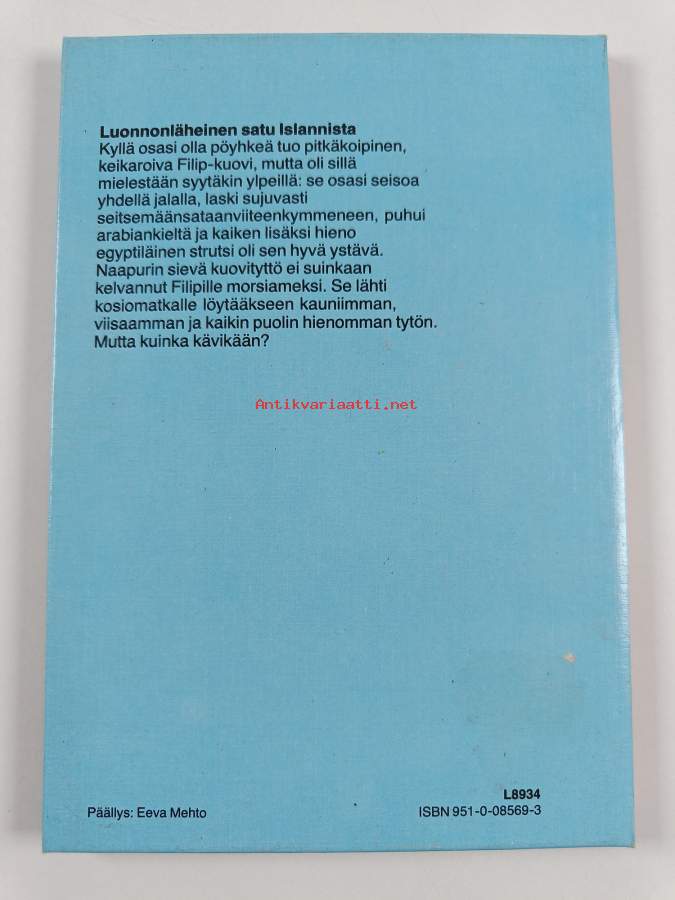 Luonnonläheinen satu Islannista
Kyllä osasi olla pöyhkeä tuo pitkäkoipinen,
keikaroiva Filip-kuovi, mutta oli sillä
mielestään syytäkin ylpeillä: se osasi seisoa
yhdellä jalalla, laski sujuvasti
seitsemäänsataanviiteenkymmeneen, puhui
arabiankieltä ja kaiken lisäksi hieno
egyptiläinen strutsi oli sen hyvä ystävä.
Naapurin sievä kuovityttö ei suinkaan
kelvannut Filipille morsiameksi. Se lähti
kosiomatkalle löytääkseen kauniimman,
viisaamman ja kaikin puolin hienomman tytön.
Mutta kuinka kävikään?
Antikvariaatti.net
L8934
Päällys: Eeva Mehto
ISBN 951-0-08569-3